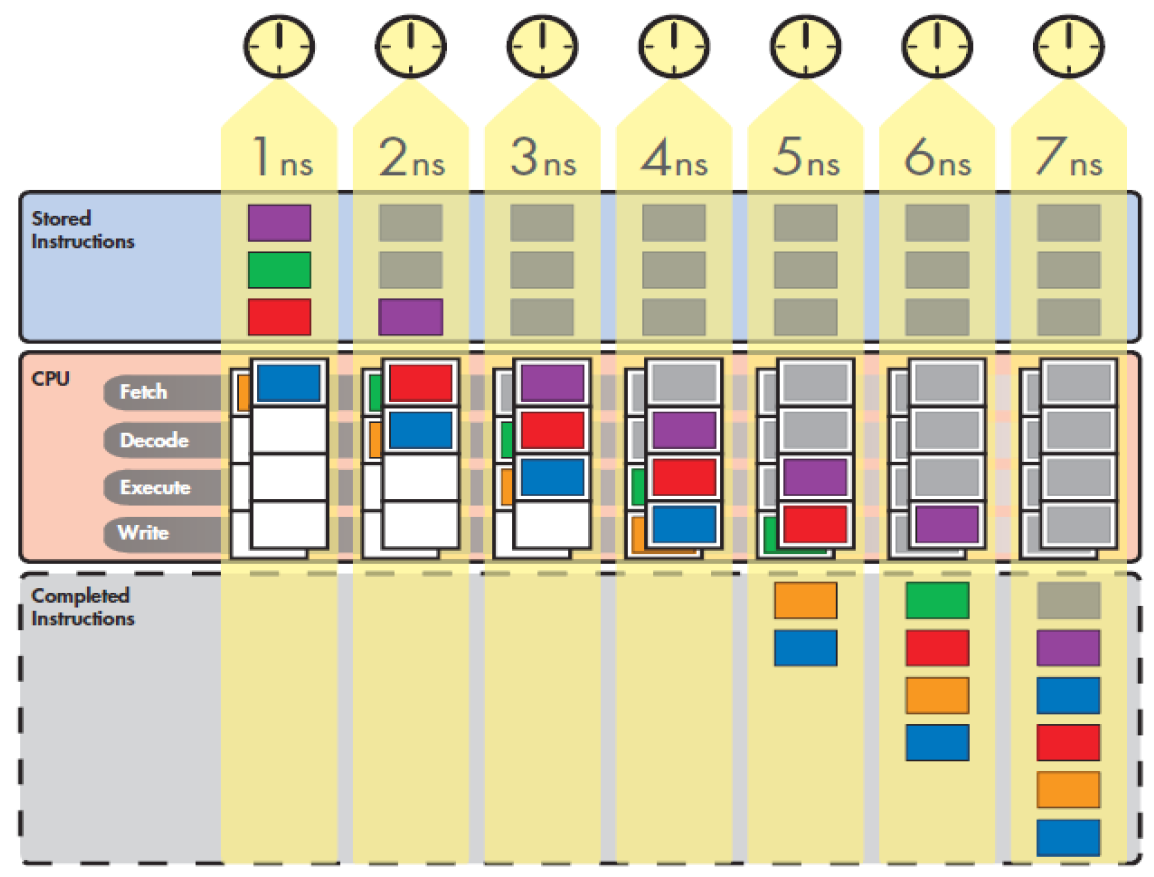 1ns 2ns 3ns 4ns 5ns 6ns 7ns
Stored
Instructions
CPU
Fetch
Decode
Execute
Write
Completed
Instructions